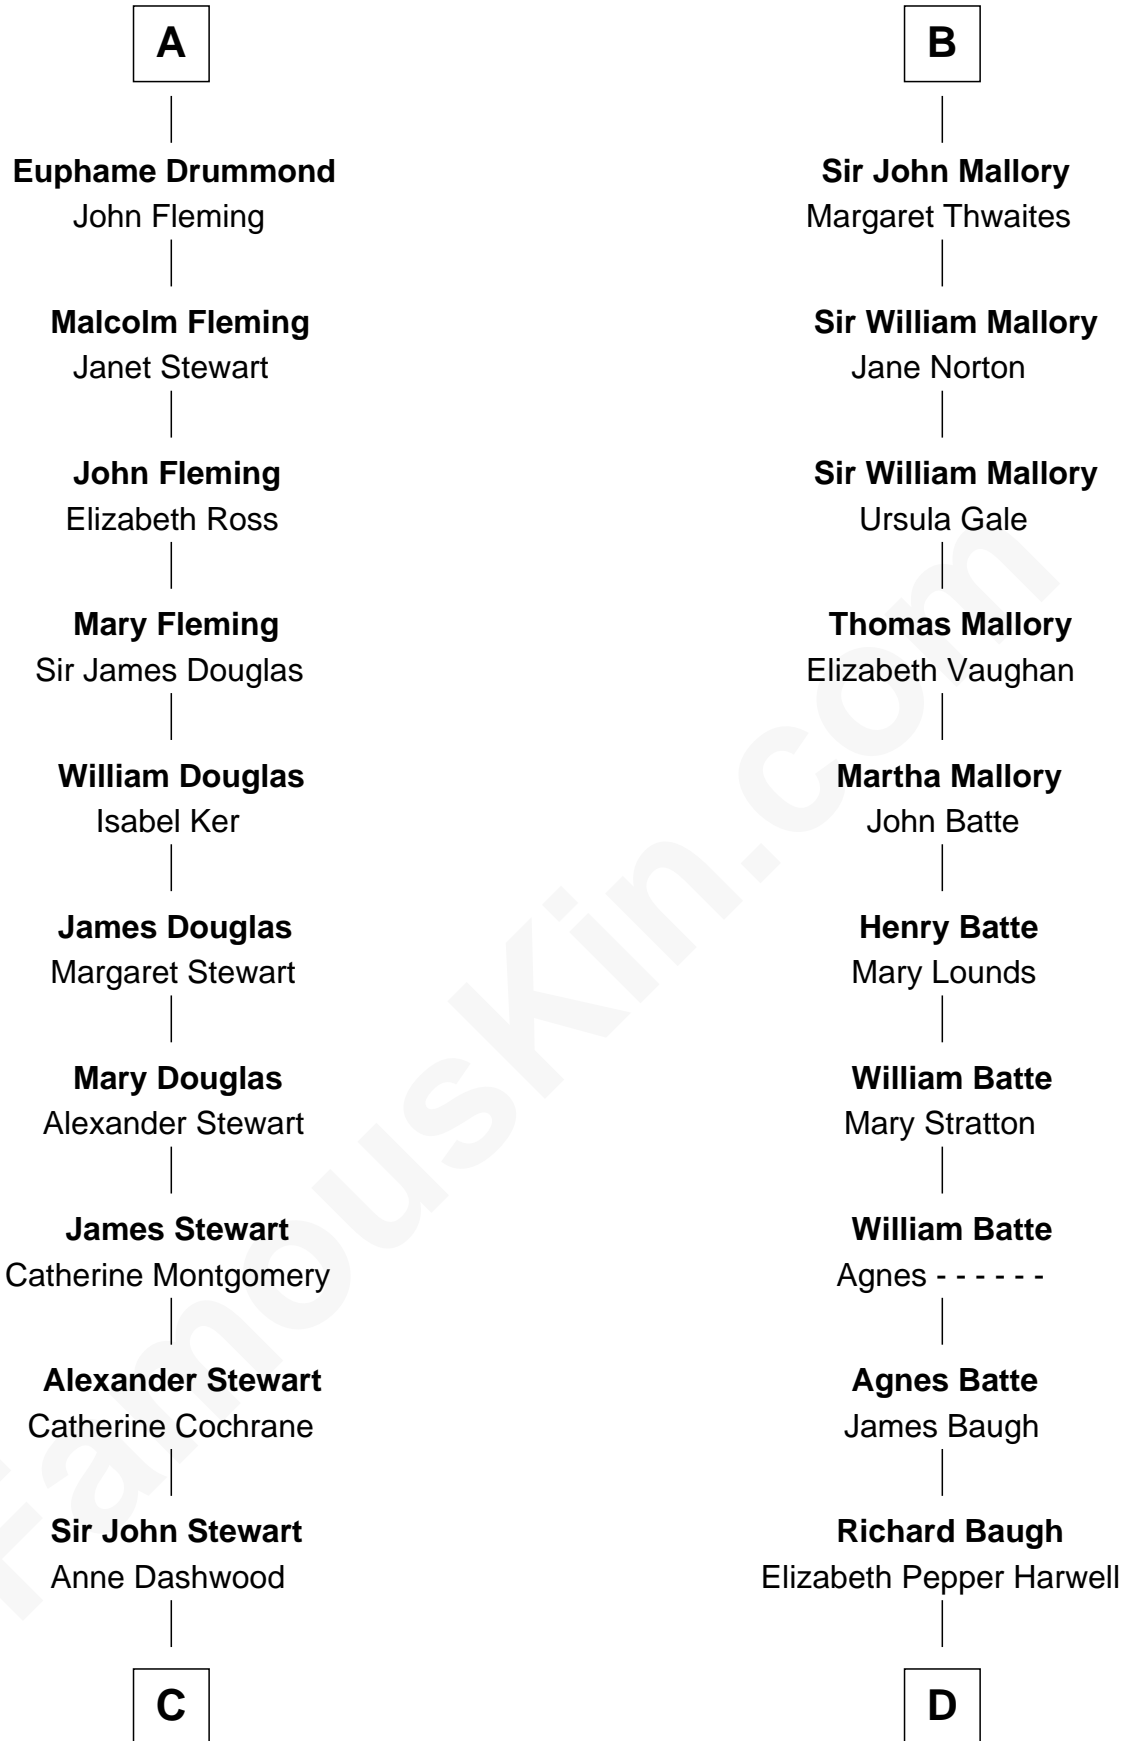 A
Euphame Drummond
John Fleming
Malcolm Fleming
Janet Stewart
John Fleming
Elizabeth Ross
Mary Fleming
Sir James Douglas
William Douglas
Isabel Ker
James Douglas
Margaret Stewart
Mary Douglas
Alexander Stewart
James Stewart
Catherine Montgomery
Alexander Stewart
Catherine Cochrane
Sir John Stewart
Anne Dashwood
C
B
Sir John Mallory
Margaret Thwaites
Sir William Mallory
Jane Norton
Sir William Mallory
Ursula Gale
Thomas Mallory
Elizabeth Vaughan
Martha Mallory
John Batte
Henry Batte
Mary Lounds
William Batte
Mary Stratton
William Batte
Agnes - - - - - -
Agnes Batte
James Baugh
Richard Baugh
Elizabeth Pepper Harwell
D
FamousKin.com